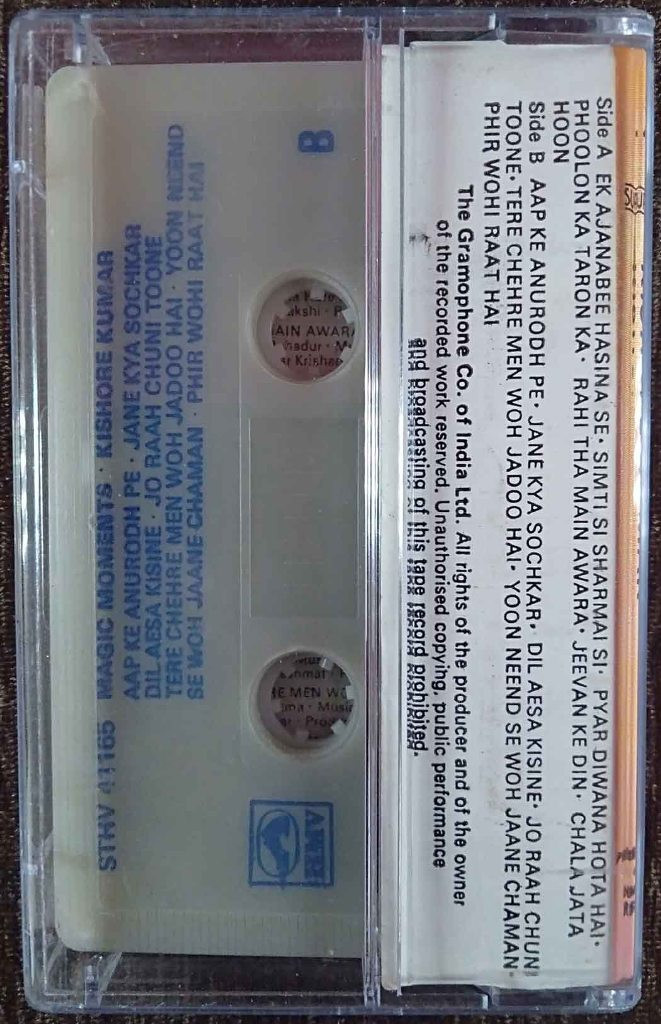 Side A EK AJANABEE HASINA SE• SIMTI SI SHARMAI SI• PYAR DIWANA HOTA HAI•
PHOOLON KA TARON KA• RAHI THA MAIN AWARA• JEEVAN KE DIN• CHALA JATA
HOON
Side B AAP KE ANURODH PE• JANE KYA SOCHKAR• DIL AESA KISINE• JO RAAH CHUNI
TOONE• TERE CHEHRE MEN WOH JADOO HAI• YOON NEEND SE WOH JAANE CHAMAN•
PHIR WOHI RAAT HAI
The Gramophone Co. of India Ltd. All rights of the producer and of the owner
of the recorded work reserved. Unauthorised copying, public performance
and broadcasting of this tape record prohibited.
B
STHV 41165 MAGIC MOMENTS · KISHORE KUMAR
AAP KE ANURODH PE · JANE KYA SOCHKAR
DIL AESA KISINE · JO RAAH CHUNI TOONE
TERE CHEHRE MEN WOH JADOO HAI · YOON NEEND
SE WOH JAANE CHAMAN · PHIR WOHI RAAT HAI
AIN AWARA
E MEN WO